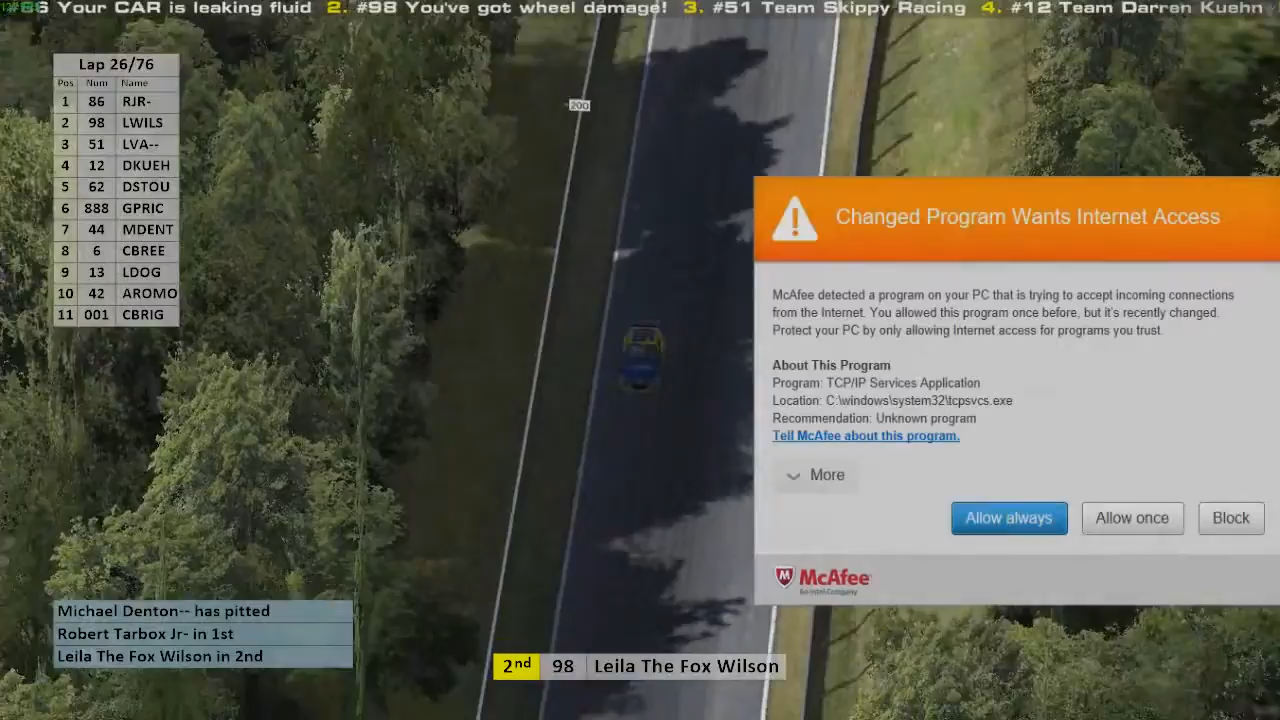 #86 Your CAR is leaking fluid 2. #98 You've got wheel damage! 3. #51 Team Skippy Racing 4. #12 Team Darren Kuehn
Lap 26/76
Pos Num Name
1 86 RJR-
2 98 LWILS
3 51 LVA--
4 12 DKUEH
5 62 DSTOU
6 888 GPRIC
7 44 MDENT
8 6 CBREE
9 13 LDOG
10 42 AROMO
11 001 CBRIG
200
Changed Program Wants Internet Access
McAfee detected a program on your PC that is trying to accept incoming connections
from the Internet. You allowed this program once before, but it's recently changed.
Protect your PC by only allowing Internet access for programs you trust.
About This Program
Program: TCP/IP Services Application
Location: C:\windows\system32\tcpsvcs.exe
Recommendation: Unknown program
Tell McAfee about this program.
More
Allow always Allow once Block
McAfee
An Intel Company
Michael Denton-- has pitted
Robert Tarbox Jr- in 1st
Leila The Fox Wilson in 2nd
2nd 98 Leila The Fox Wilson